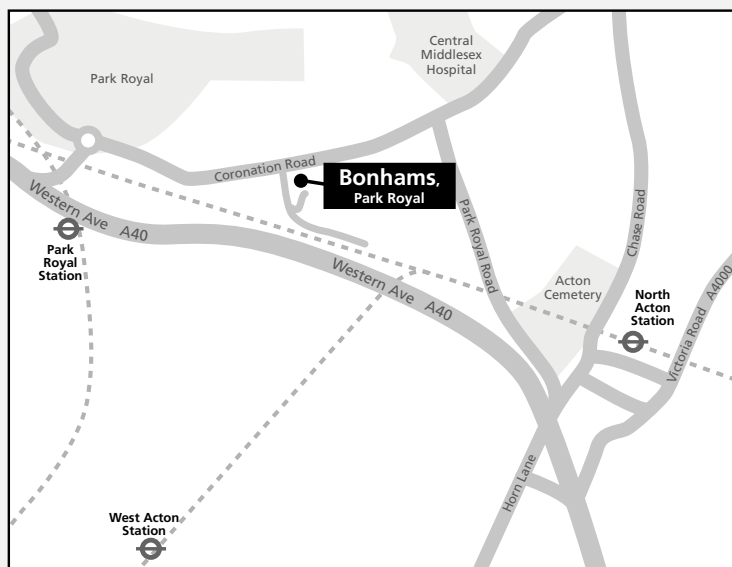 Central
Middlesex
Hospital
Park Royal
Coronation Road
Bonhams,
Park Royal
Western Ave A40
Park
Royal
Station
Park Royal Road
Chase Road
Western Ave A40
Acton
Cemetery
North
Acton
Station
Victoria Road A4000
Horn Lane
West Acton
Station